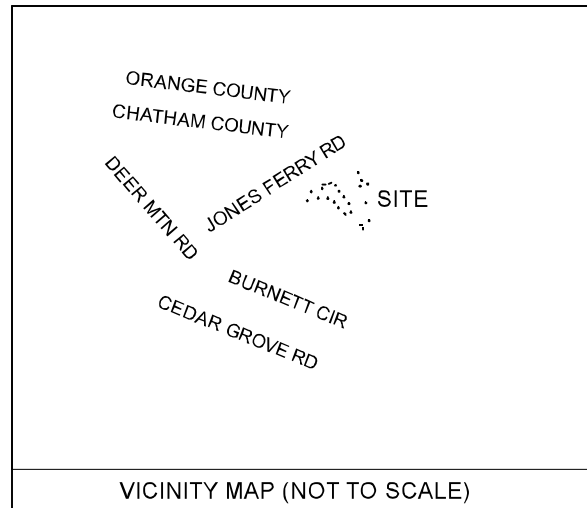 ORANGE COUNTY
CHATHAM COUNTY
JONES FERRY RD
DEER MTN RD
SITE
BURNETT CIR
CEDAR GROVE RD
VICINITY MAP (NOT TO SCALE)